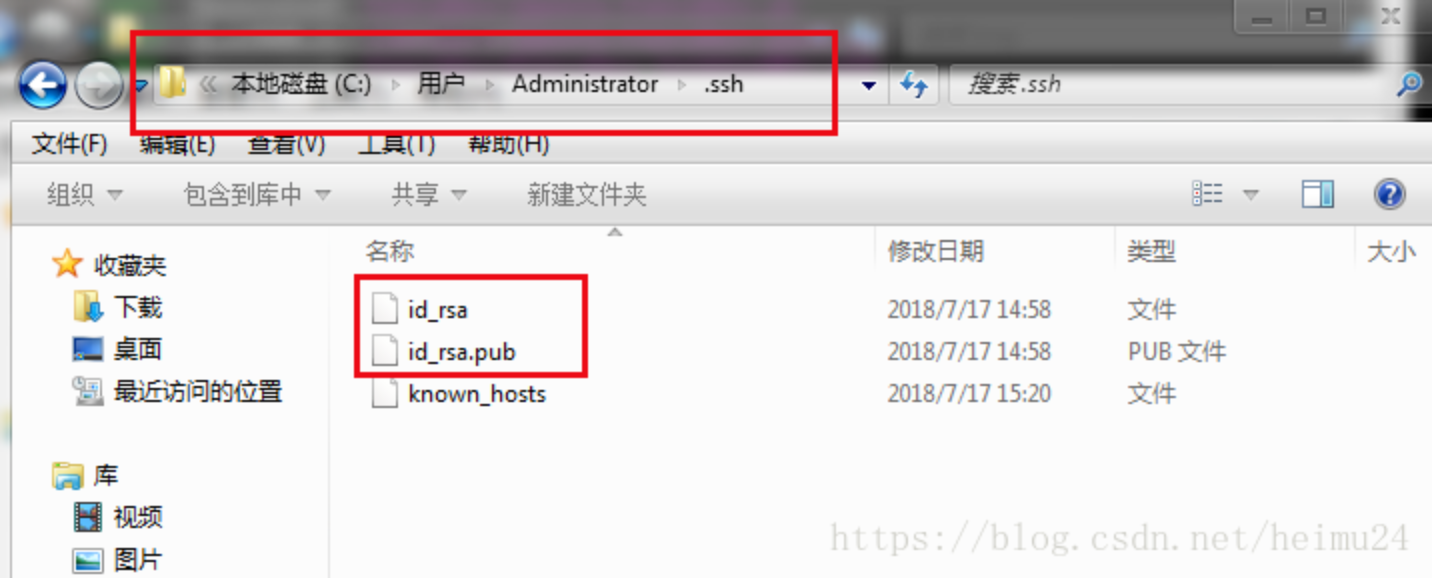 本地磁盘 (C:) 用户 Administrator .ssh 搜索.ssh
文件(F) 编辑(E) 查看(V) 工具(T) 帮助(H)
组织 包含到库中 共享 新建文件夹
收藏夹
下载
桌面
最近访问的位置
库
视频
图片
名称 修改日期 类型 大小
id_rsa 2018/7/17 14:58 文件
id_rsa.pub 2018/7/17 14:58 PUB 文件
known_hosts 2018/7/17 15:20 文件
https://blog.csdn.net/heimu24